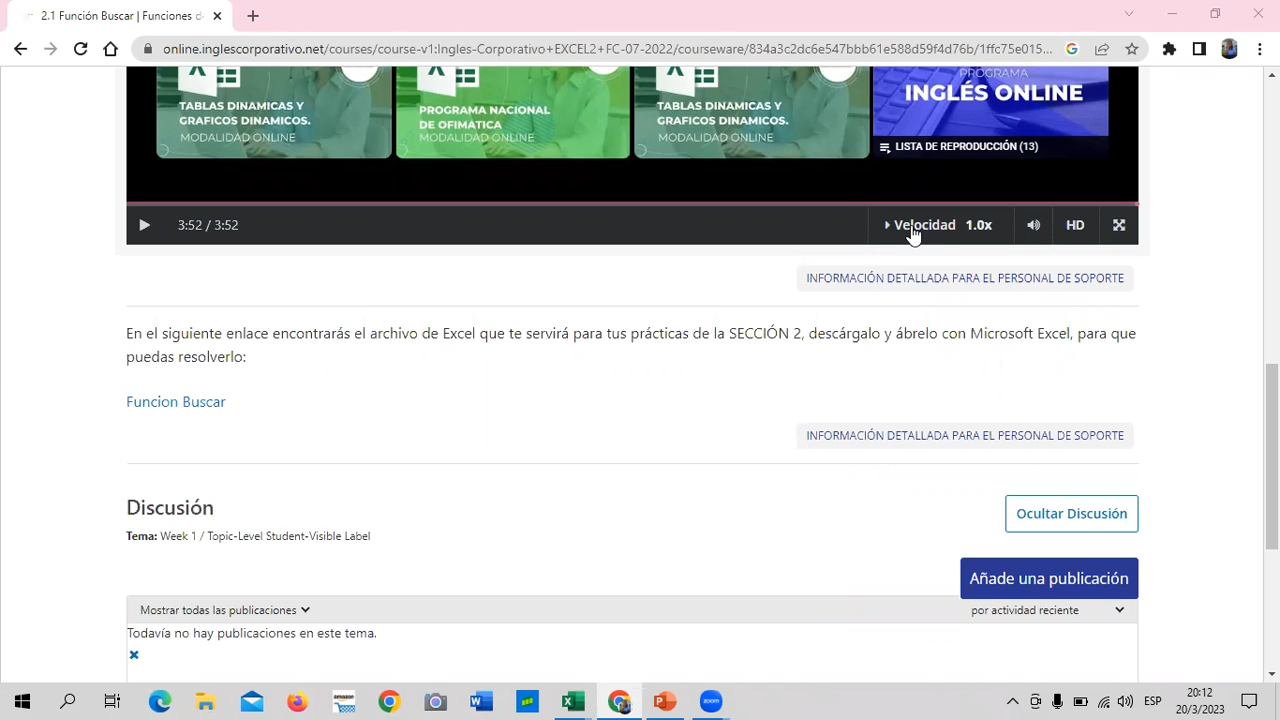 2.1 Función Buscar | Funciones de
online.inglescorporativo.net/courses/course-v1:Ingles-Corporativo+EXCEL2+FC-07-2022/courseware/834a3c2dc6e547bbb61e588d59f4d76b/1ffc75e015...
TABLAS DINAMICAS Y
GRAFICOS DINAMICOS.
MODALIDAD ONLINE
PROGRAMA NACIONAL
DE OFIMATICA
MODALIDAD ONLINE
TABLAS DINAMICAS Y
GRAFICOS DINAMICOS.
MODALIDAD ONLINE
PROGRAMA
INGLÉS ONLINE
LISTA DE REPRODUCCIÓN (13)
3:52 / 3:52
Velocidad 1.0x
HD
INFORMACIÓN DETALLADA PARA EL PERSONAL DE SOPORTE
En el siguiente enlace encontrarás el archivo de Excel que te servirá para tus prácticas de la SECCIÓN 2, descárgalo y ábrelo con Microsoft Excel, para que
puedas resolverlo:
Funcion Buscar
INFORMACIÓN DETALLADA PARA EL PERSONAL DE SOPORTE
Discusión
Ocultar Discusión
Tema: Week 1 / Topic-Level Student-Visible Label
Añade una publicación
Mostrar todas las publicaciones
por actividad reciente
Todavía no hay publicaciones en este tema.
amazon
zoom
ESP
20:12
20/3/2023